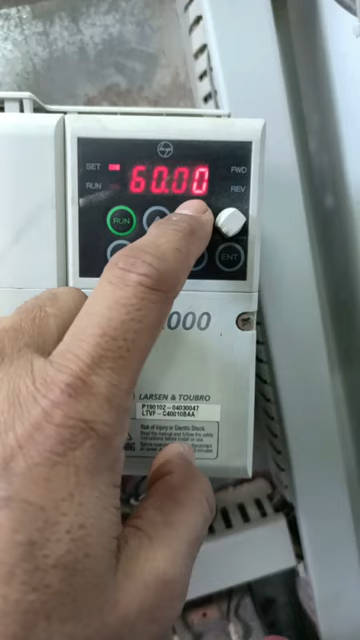 SET 60.00 FWD
RUN REV
RUN
ENT
000
LARSEN & TOUBRO
P190102-04030047
LTVF-C40010BAA
Risk of Injury or Electric Shock.
Read the manual and follow the safety
instructions before install or use.